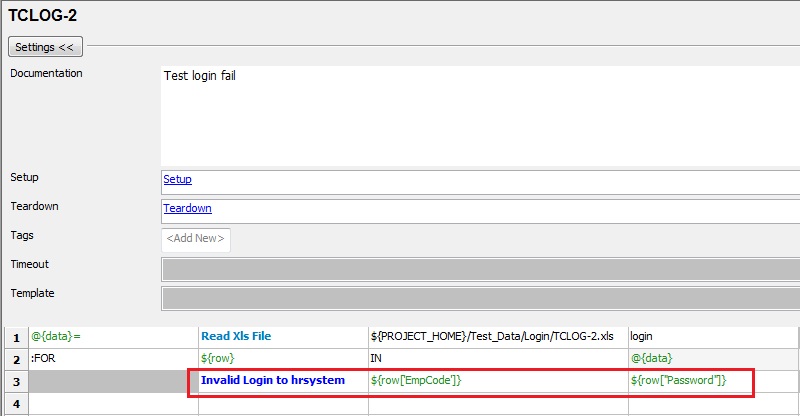 TCLOG-2
Settings <<
Documentation
Test login fail
Setup
Setup
Teardown
Teardown
Tags
<Add New>
Timeout
Template
1 @{data}= Read Xls File ${PROJECT_HOME}/Test_Data/Login/TCLOG-2.xls login
2 :FOR ${row} IN @{data}
3 Invalid Login to hrsystem ${row['EmpCode']} ${row["Password"]}
4